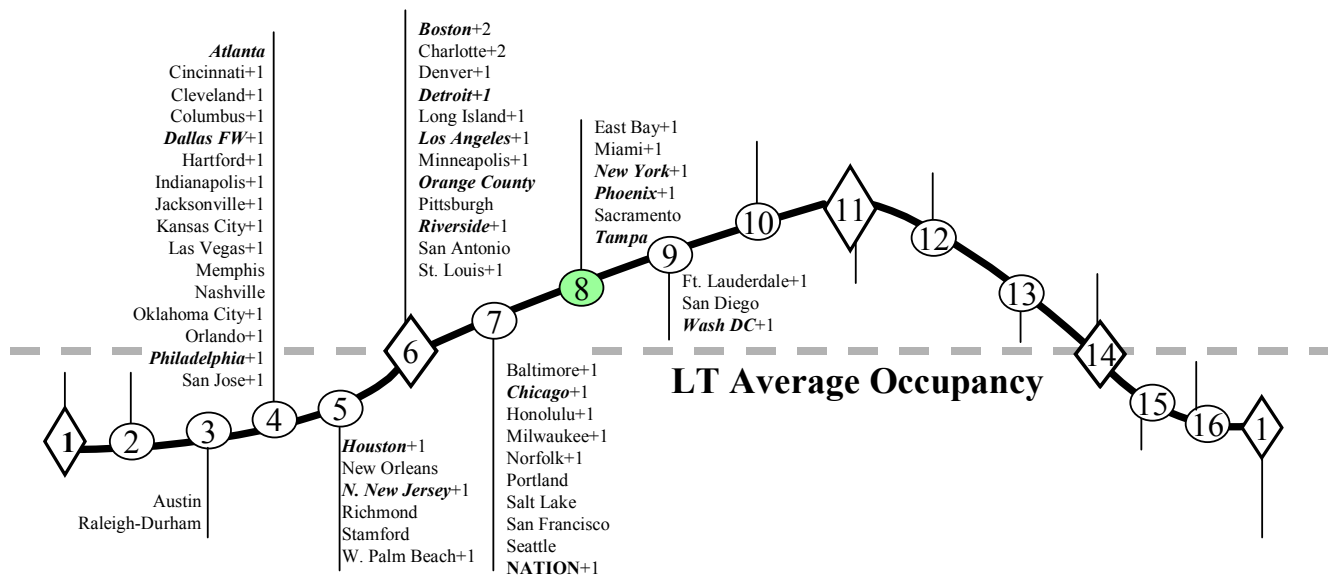 Atlanta
Cincinnati+1
Cleveland+1
Columbus+1
Dallas FW+1
Hartford+1
Indianapolis+1
Jacksonville+1
Kansas City+1
Las Vegas+1
Memphis
Nashville
Oklahoma City+1
Orlando+1
Philadelphia+1
San Jose+1
Boston+2
Charlotte+2
Denver+1
Detroit+1
Long Island+1
Los Angeles+1
Minneapolis+1
Orange County
Pittsburgh
Riverside+1
San Antonio
St. Louis+1
East Bay+1
Miami+1
New York+1
Phoenix+1
Sacramento
Tampa
Ft. Lauderdale+1
San Diego
Wash DC+1
1
2
3
4
5
6
7
8
9
10
11
12
13
14
15
16
1
LT Average Occupancy
Austin
Raleigh-Durham
Houston+1
New Orleans
N. New Jersey+1
Richmond
Stamford
W. Palm Beach+1
Baltimore+1
Chicago+1
Honolulu+1
Milwaukee+1
Norfolk+1
Portland
Salt Lake
San Francisco
Seattle
NATION+1